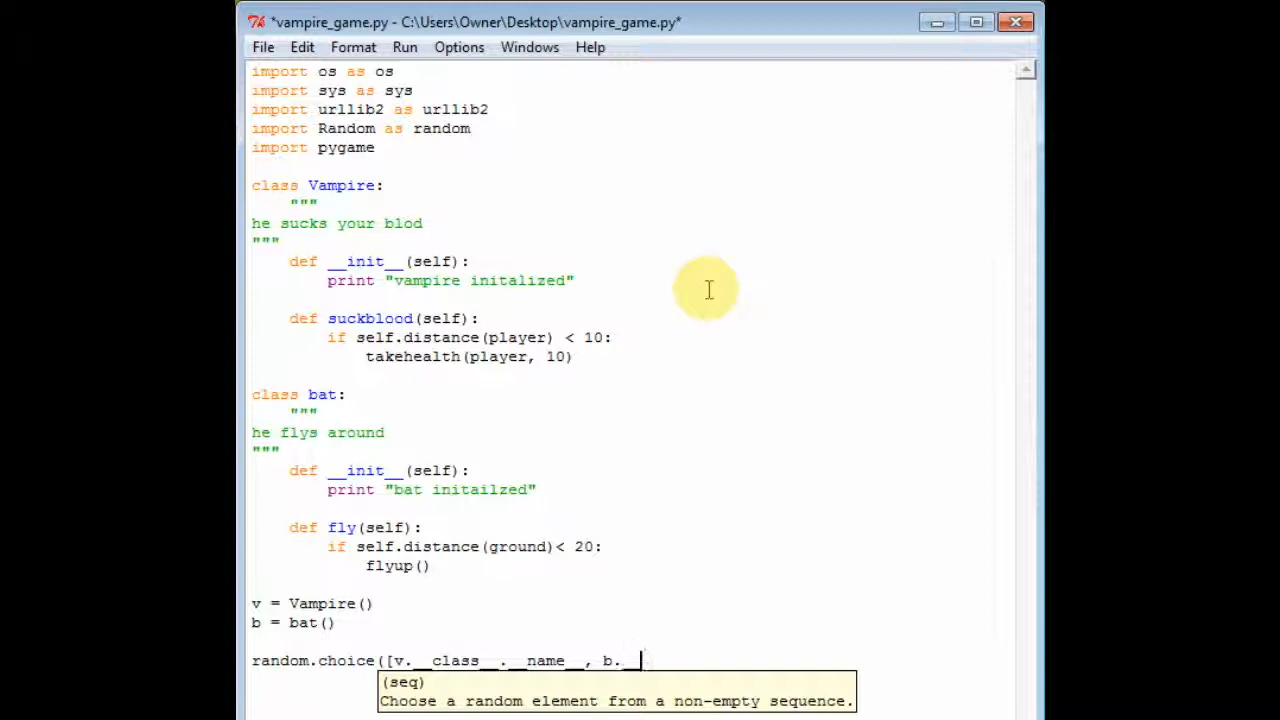 *vampire_game.py - C:\Users\Owner\Desktop\vampire_game.py*
File Edit Format Run Options Windows Help
import os as os
import sys as sys
import urllib2 as urllib2
import Random as random
import pygame
class Vampire:
"""
he sucks your blod
"""
def __init__(self):
print "vampire initalized"
def suckblood(self):
if self.distance(player) < 10:
takehealth(player, 10)
class bat:
"""
he flys around
"""
def __init__(self):
print "bat initailzed"
def fly(self):
if self.distance(ground)< 20:
flyup()
v = Vampire()
b = bat()
random.choice([v.__class__.__name__, b.__
(seq)
Choose a random element from a non-empty sequence.